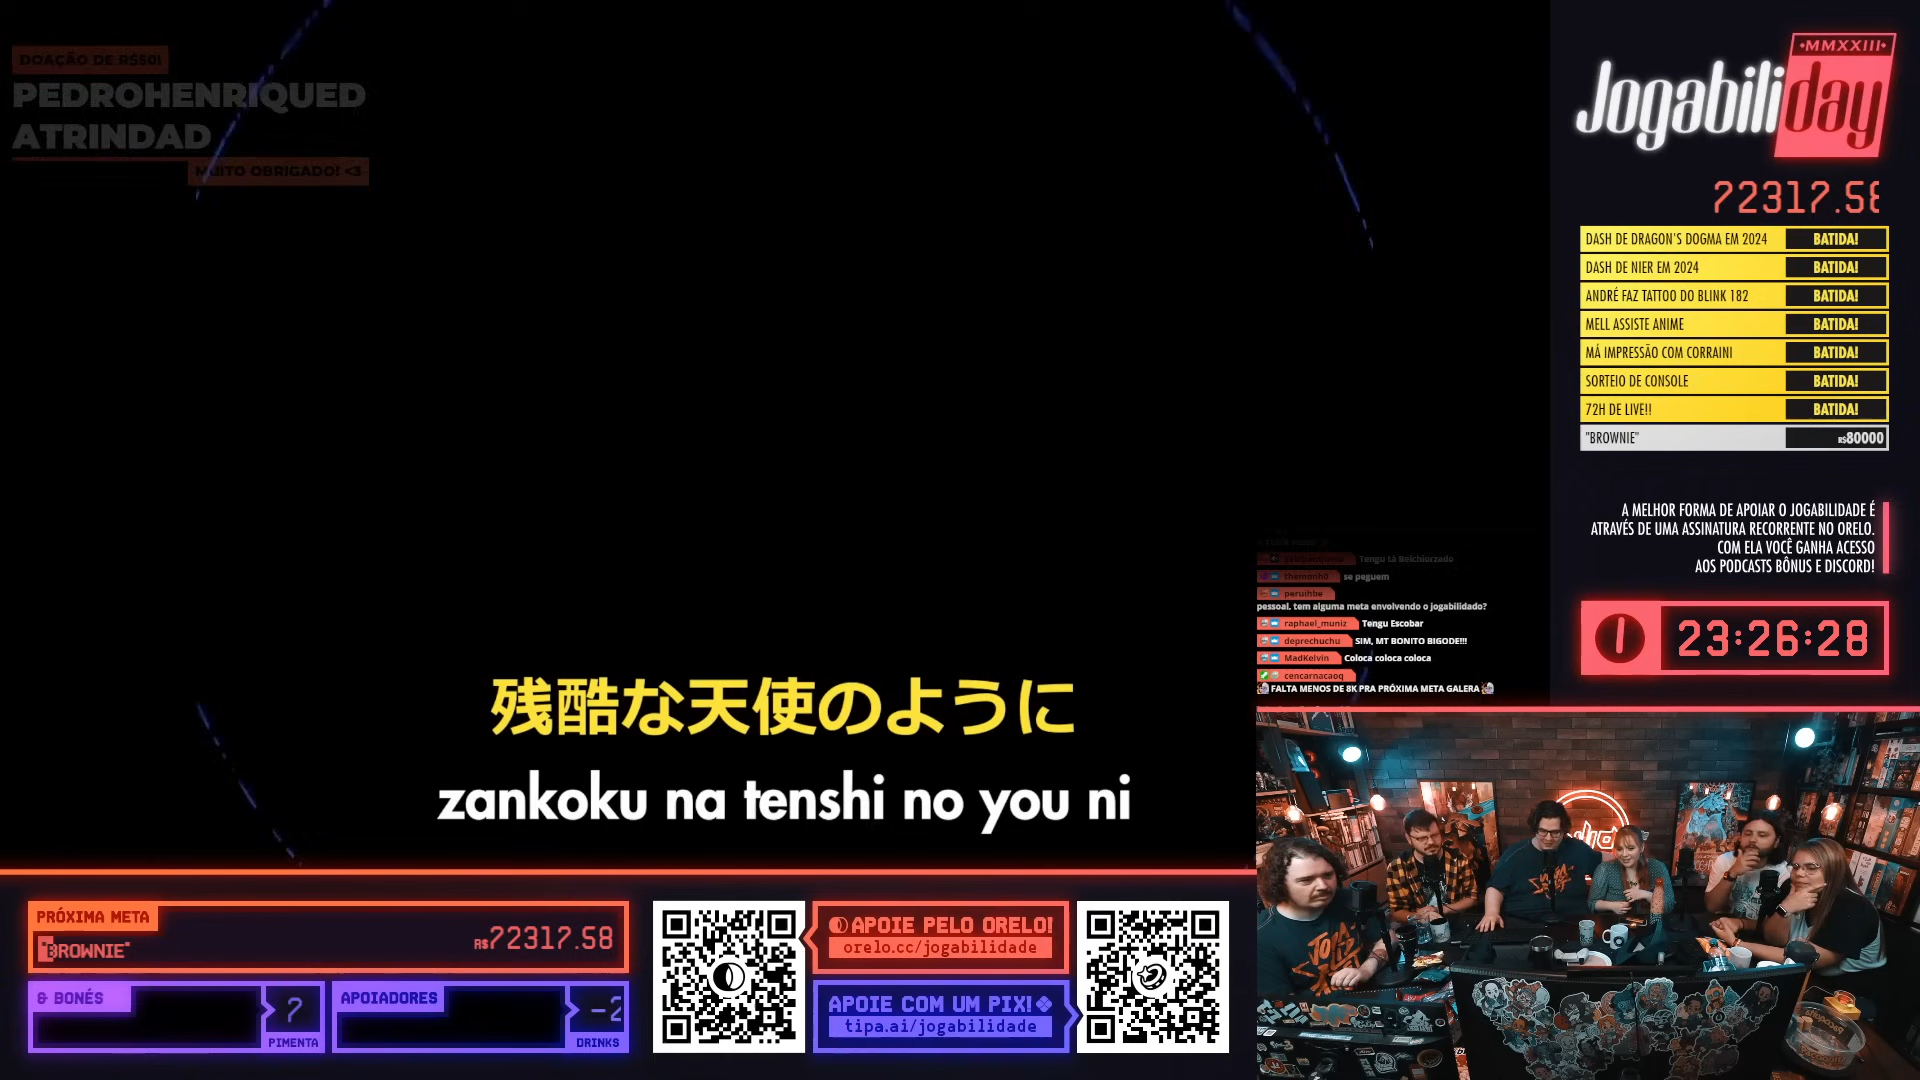 DOAÇÃO DE R$50!
PEDROHENRIQUED
ATRINDAD
MUITO OBRIGADO! <3
残酷な天使のように
zankoku na tenshi no you ni
Tengu tá Belchiorzado
themonh0 se peguem
peruihbe
pessoal, tem alguma meta envolvendo o jogabilidado?
raphael_muniz Tengu Escobar
deprechuchu SIM, MT BONITO BIGODE!!!
MadKelvin Coloca coloca coloca
cencarnacaoq
FALTA MENOS DE 8K PRA PRÓXIMA META GALERA
•MMXXIII•
Jogabiliday
72317.58
DASH DE DRAGON'S DOGMA EM 2024 BATIDA!
DASH DE NIER EM 2024 BATIDA!
ANDRÉ FAZ TATTOO DO BLINK 182 BATIDA!
MELL ASSISTE ANIME BATIDA!
MÁ IMPRESSÃO COM CORRAINI BATIDA!
SORTEIO DE CONSOLE BATIDA!
72H DE LIVE!! BATIDA!
"BROWNIE" R$80000
A MELHOR FORMA DE APOIAR O JOGABILIDADE É
ATRAVÉS DE UMA ASSINATURA RECORRENTE NO ORELO.
COM ELA VOCÊ GANHA ACESSO
AOS PODCASTS BÔNUS E DISCORD!
23:26:28
PRÓXIMA META
"BROWNIE" R$72317.58
& BONÉS
7
PIMENTA
APOIADORES
-2
DRINKS
APOIE PELO ORELO!
orelo.cc/jogabilidade
APOIE COM UM PIX!
tipa.ai/jogabilidade